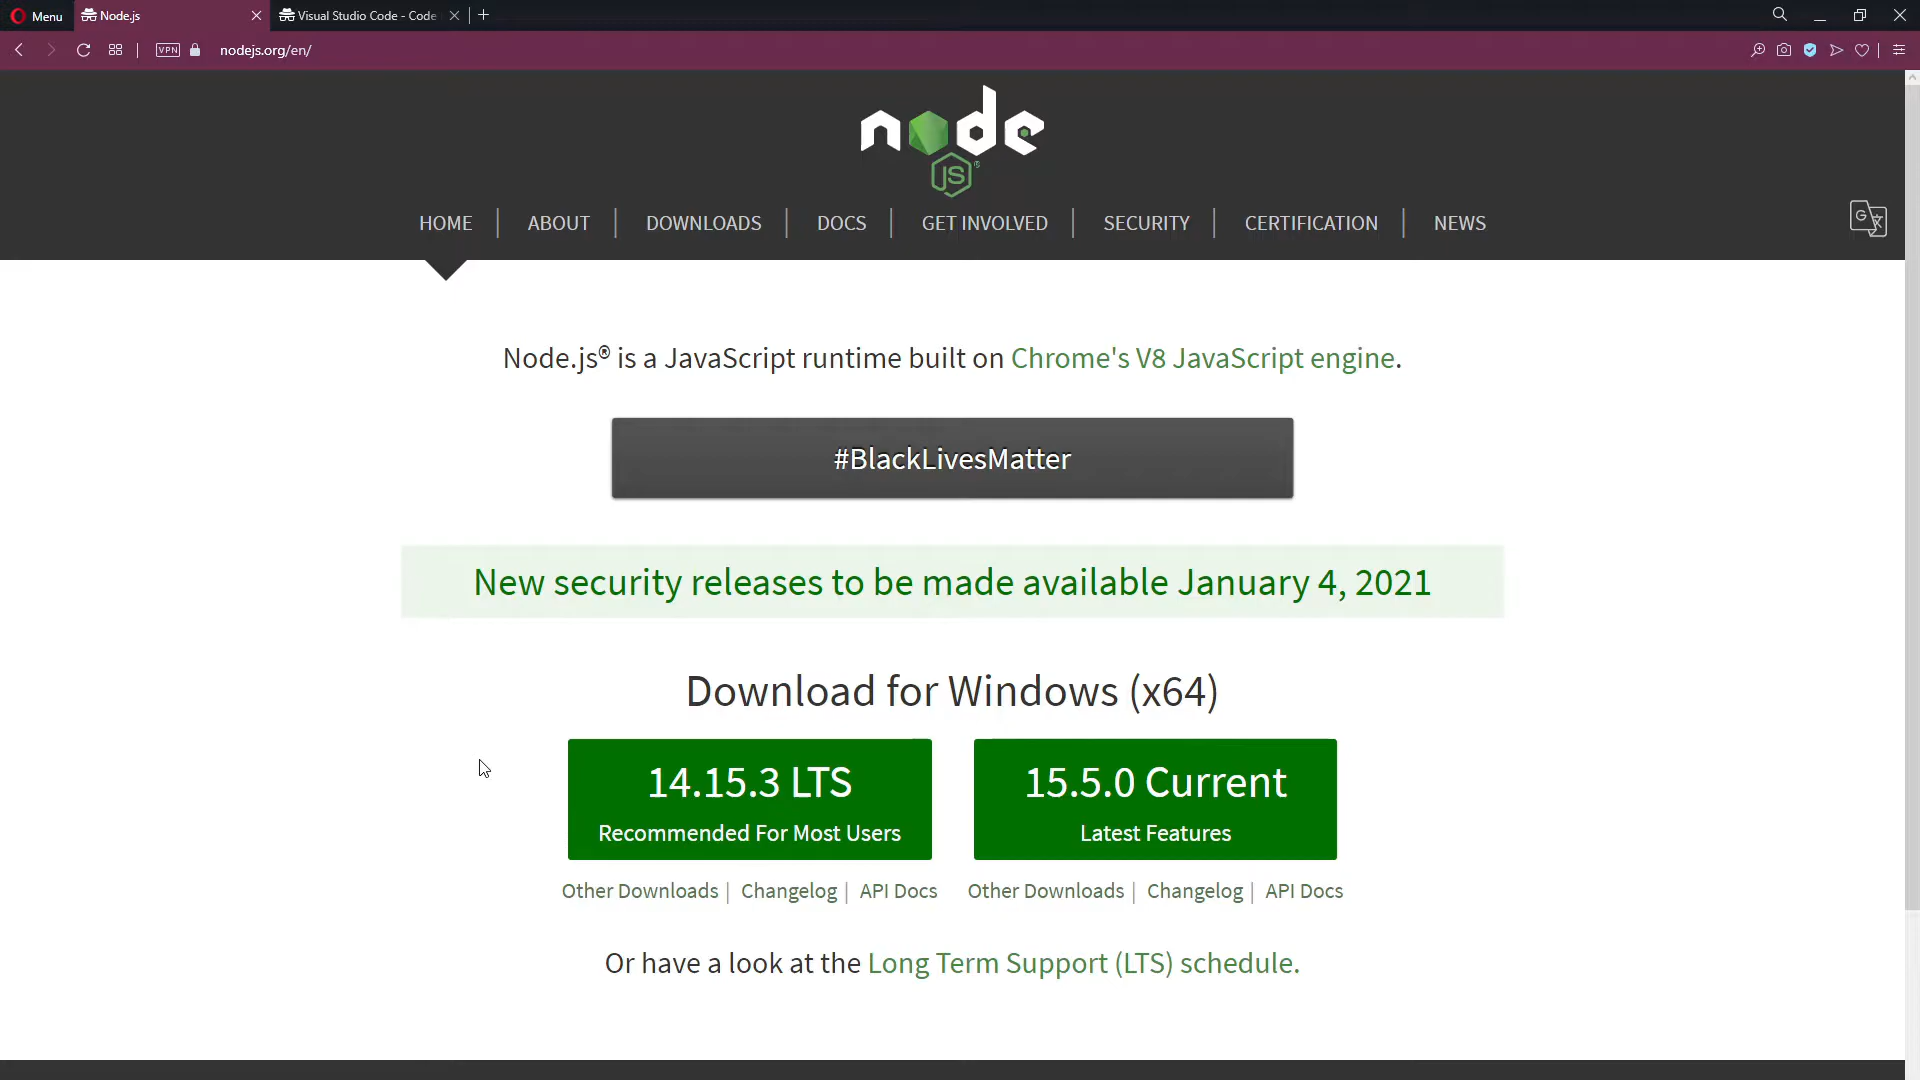 Menu
Node.js
Visual Studio Code - Code
VPN
nodejs.org/en/
node
JS
HOME
ABOUT
DOWNLOADS
DOCS
GET INVOLVED
SECURITY
CERTIFICATION
NEWS
Node.js® is a JavaScript runtime built on Chrome's V8 JavaScript engine.
#BlackLivesMatter
New security releases to be made available January 4, 2021
Download for Windows (x64)
14.15.3 LTS
Recommended For Most Users
15.5.0 Current
Latest Features
Other Downloads | Changelog | API Docs
Other Downloads | Changelog | API Docs
Or have a look at the Long Term Support (LTS) schedule.